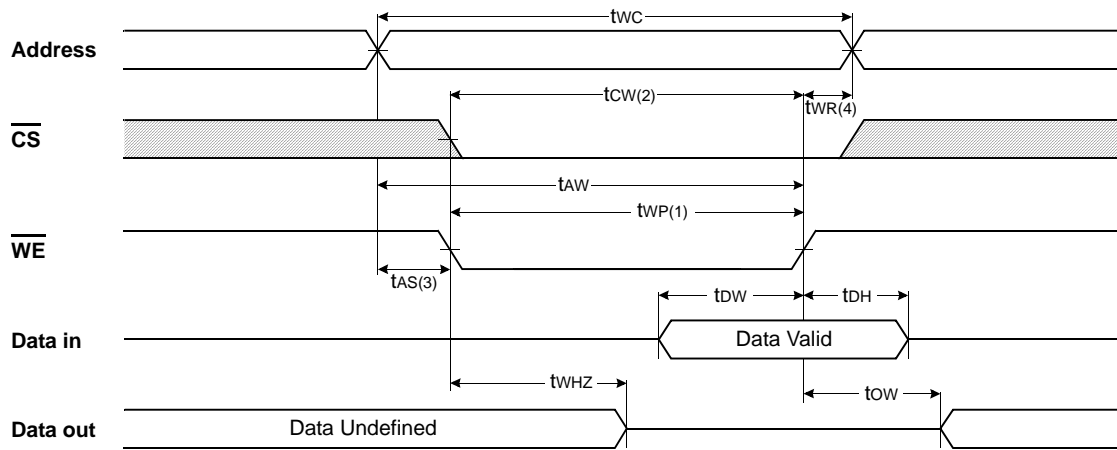 tWC
Address
tCW(2)
tWR(4)
CS
tAW
tWP(1)
WE
tAS(3)
tDW
tDH
Data in
Data Valid
tWHZ
tOW
Data out
Data Undefined